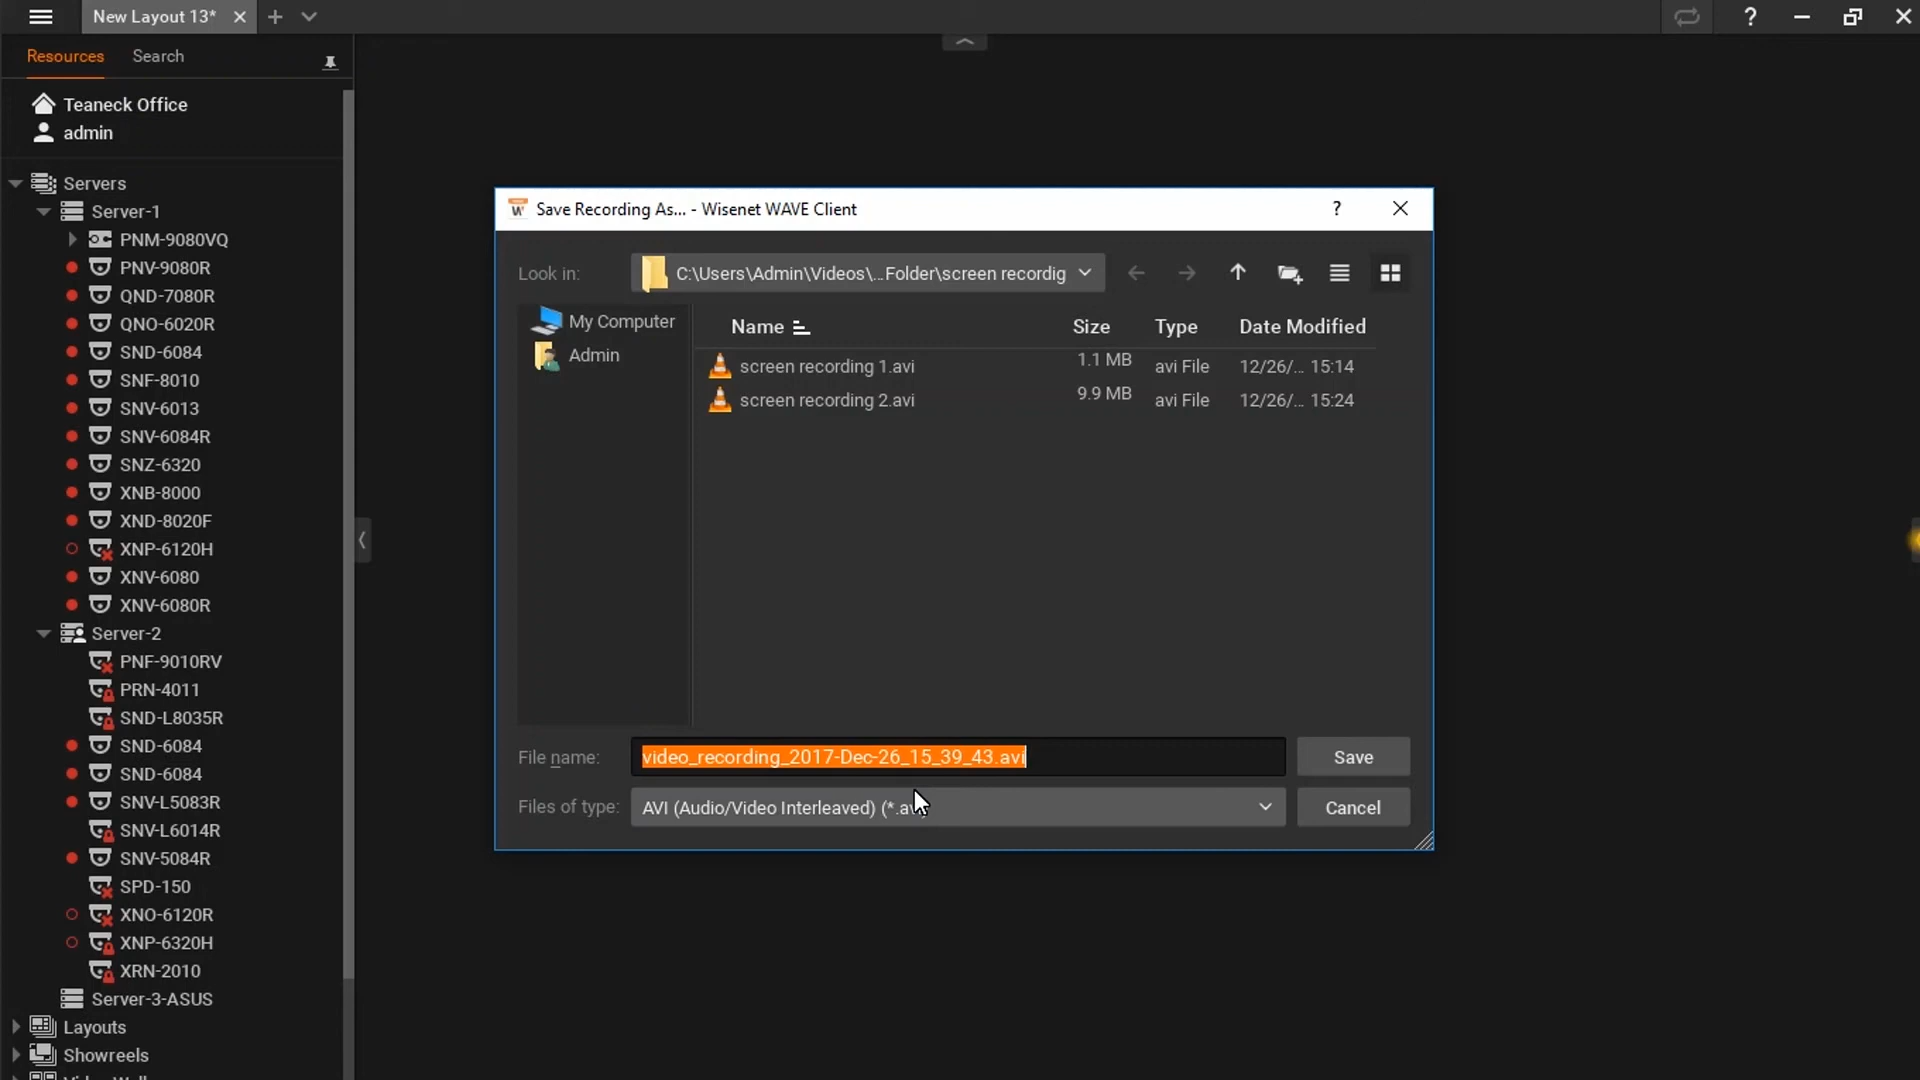 New Layout 13*
Resources Search
Teaneck Office
admin
Servers
Server-1
PNM-9080VQ
PNV-9080R
QND-7080R
QNO-6020R
SND-6084
SNF-8010
SNV-6013
SNV-6084R
SNZ-6320
XNB-8000
XND-8020F
XNP-6120H
XNV-6080
XNV-6080R
Server-2
PNF-9010RV
PRN-4011
SND-L8035R
SND-6084
SND-6084
SNV-L5083R
SNV-L6014R
SNV-5084R
SPD-150
XNO-6120R
XNP-6320H
XRN-2010
Server-3-ASUS
Layouts
Showreels
W Save Recording As... - Wisenet WAVE Client ?
Look in: C:\Users\Admin\Videos\...Folder\screen recordig
My Computer
Admin
Name Size Type Date Modified
screen recording 1.avi 1.1 MB avi File 12/26/... 15:14
screen recording 2.avi 9.9 MB avi File 12/26/... 15:24
File name: video_recording_2017-Dec-26_15_39_43.avi Save
Files of type: AVI (Audio/Video Interleaved) Cancel
?